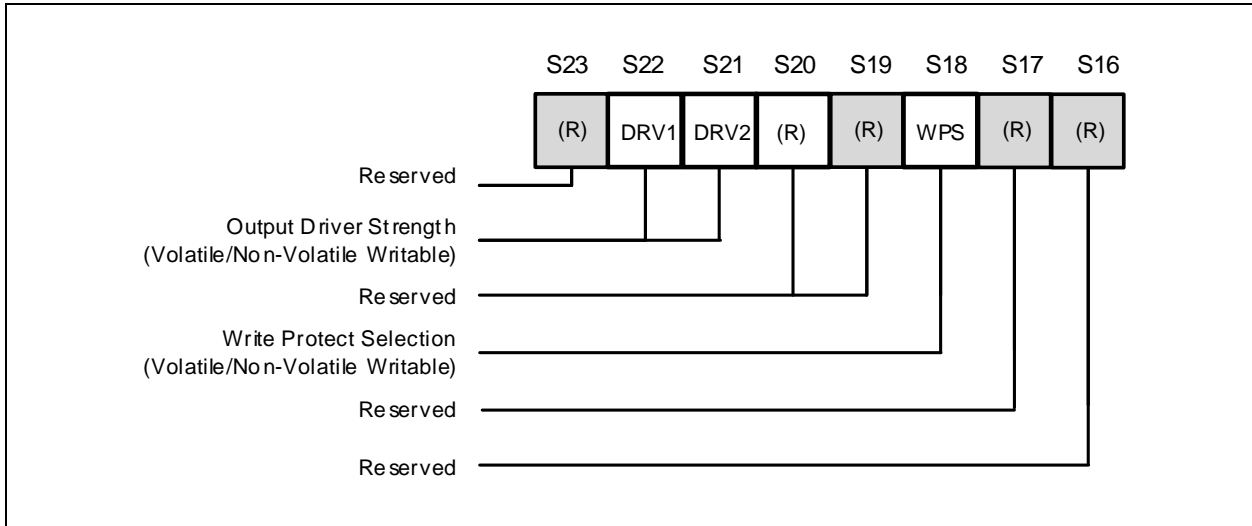 S23 S22 S21 S20 S19 S18 S17 S16
(R) DRV1 DRV2 (R) (R) WPS (R) (R)
Reserved
Output Driver Strength
(Volatile/Non-Volatile Writable)
Reserved
Write Protect Selection
(Volatile/Non-Volatile Writable)
Reserved
Reserved